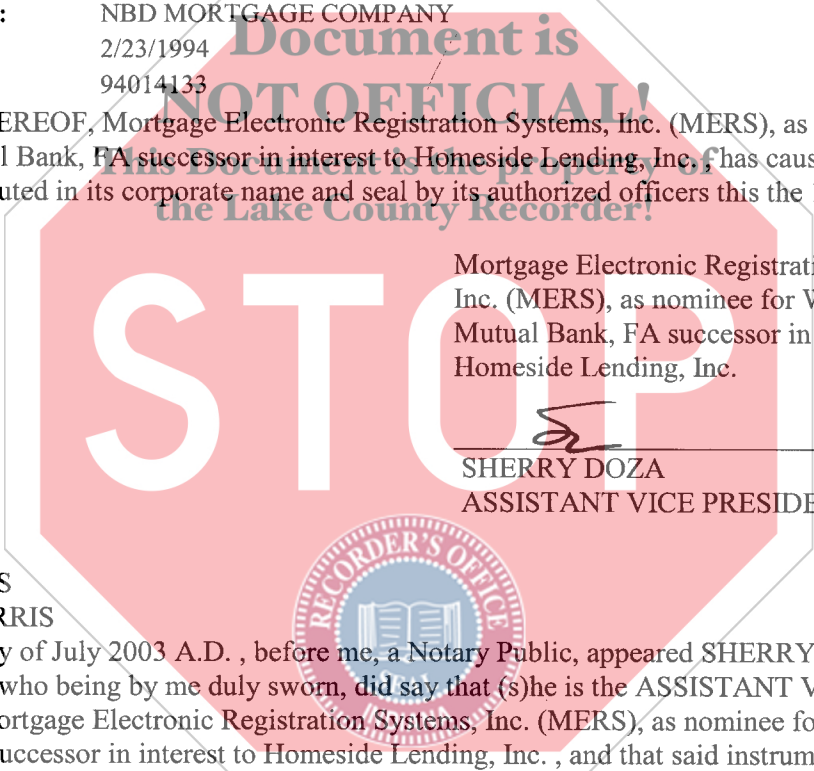 : NBD MORTGAGE COMPANY
Document is
2/23/1994
94014133
NOT OFFICIAL!
EREOF, Mortgage Electronic Registration Systems, Inc. (MERS), as
This Document is the property of
l Bank, FA successor in interest to Homeside Lending, Inc. , has caus
uted in its corporate name and seal by its authorized officers this the
the Lake County Recorder!
Mortgage Electronic Registrati
Inc. (MERS), as nominee for W
Mutual Bank, FA successor in
Homeside Lending, Inc.
STOP
SHERRY DOZA
ASSISTANT VICE PRESIDE
RECORDER'S OFFICE
S
RRIS
y of July 2003 A.D. , before me, a Notary Public, appeared SHERRY
SEAL
who being by me duly sworn, did say that (s)he is the ASSISTANT V
INDIANA
ortgage Electronic Registration Systems, Inc. (MERS), as nominee fo
uccessor in interest to Homeside Lending, Inc. , and that said instrum